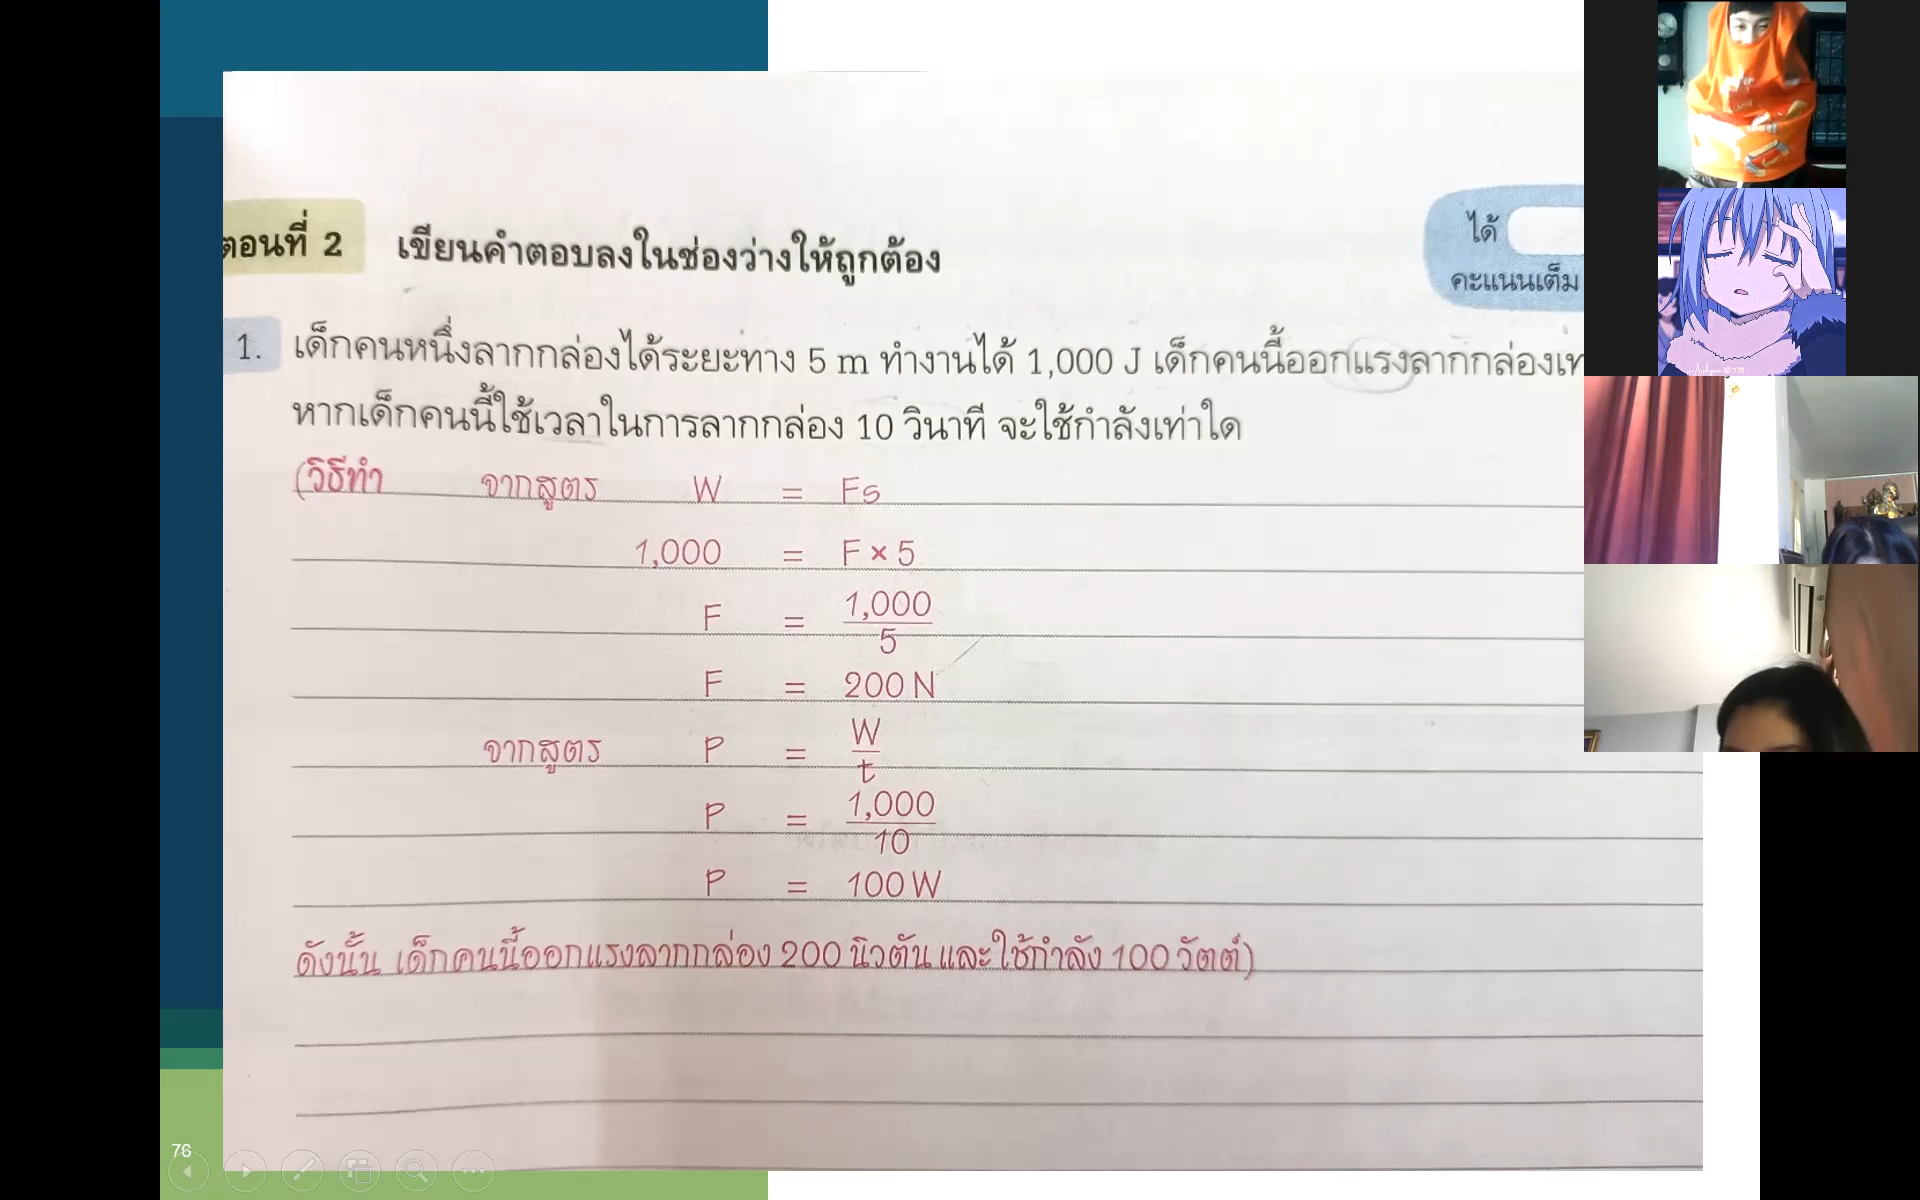 ตอนที่ 2 เขียนคำตอบลงในช่องว่างให้ถูกต้อง
ได้
คะแนนเต็ม
1. เด็กคนหนึ่งลากกล่องได้ระยะทาง 5 m ทำงานได้ 1,000 J เด็กคนนี้ออกแรงลากกล่อง
หากเด็กคนนี้ใช้เวลาในการลากกล่อง 10 วินาที จะใช้กำลังเท่าใด
(วิธีทำ จากสูตร W = Fs
1,000 = F × 5
F = 1,000/5
F = 200 N
จากสูตร P = W/t
P = 1,000/10
P = 100 W
ดังนั้น เด็กคนนี้ออกแรงลากกล่อง 200 นิวตัน และใช้กำลัง 100 วัตต์)
76